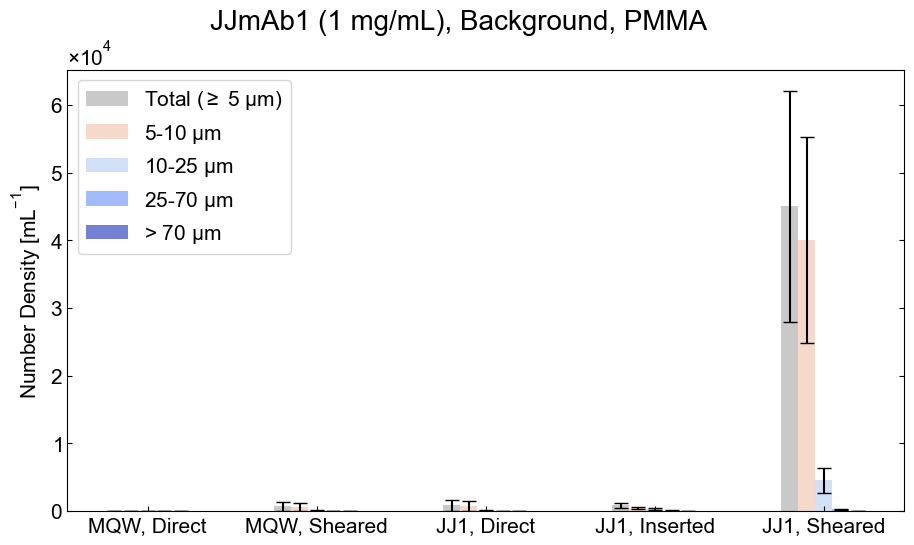 JJmAb1 (1 mg/mL), Background, PMMA
×10⁴
Number Density [mL⁻¹]
6
5
4
3
2
1
0
Total (≥ 5 μm)
5-10 μm
10-25 μm
25-70 μm
> 70 μm
MQW, Direct
MQW, Sheared
JJ1, Direct
JJ1, Inserted
JJ1, Sheared